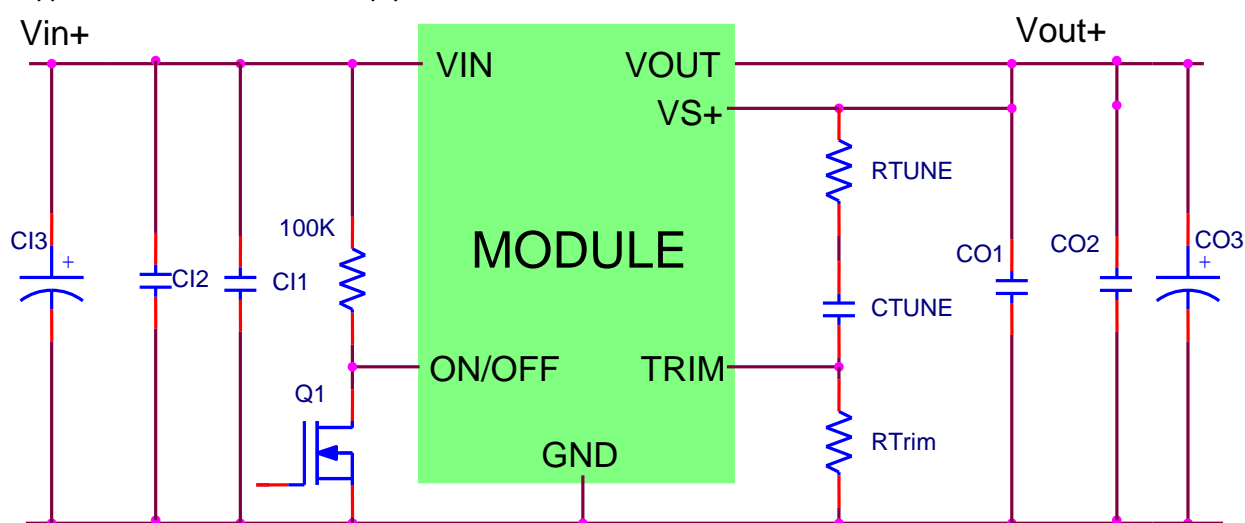 Vin+
Vout+
VIN
VOUT
VS+
RTUNE
100K
CI3
+
CI2
CI1
MODULE
CO1
CO2
CO3
+
CTUNE
ON/OFF
TRIM
Q1
GND
RTrim